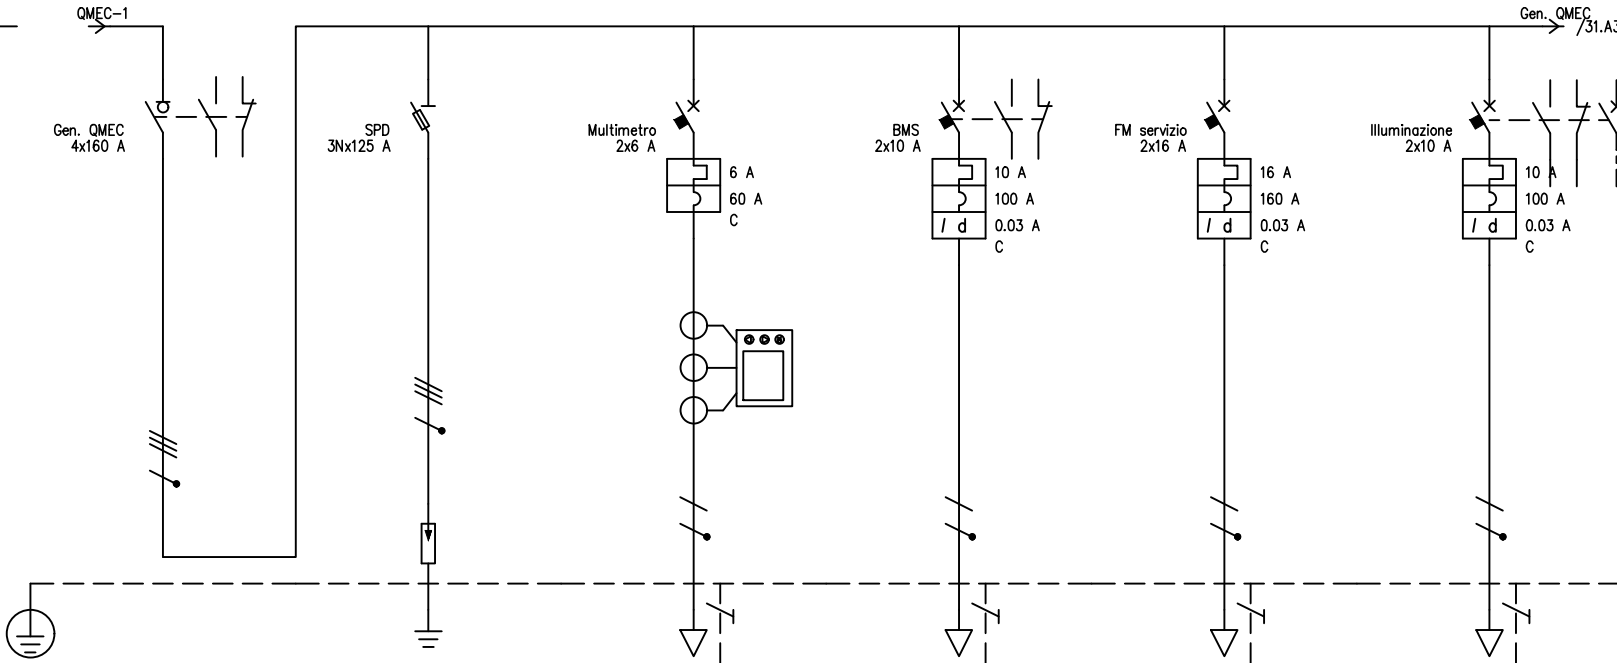 QMEC-1
Gen. QMEC
/31.A3
Gen. QMEC
4x160 A
SPD
3Nx125 A
Multimetro
2x6 A
6 A
60 A
C
BMS
2x10 A
10 A
100 A
I d
0.03 A
C
FM servizio
2x16 A
16 A
160 A
I d
0.03 A
C
Illuminazione
2x10 A
10 A
100 A
I d
0.03 A
C